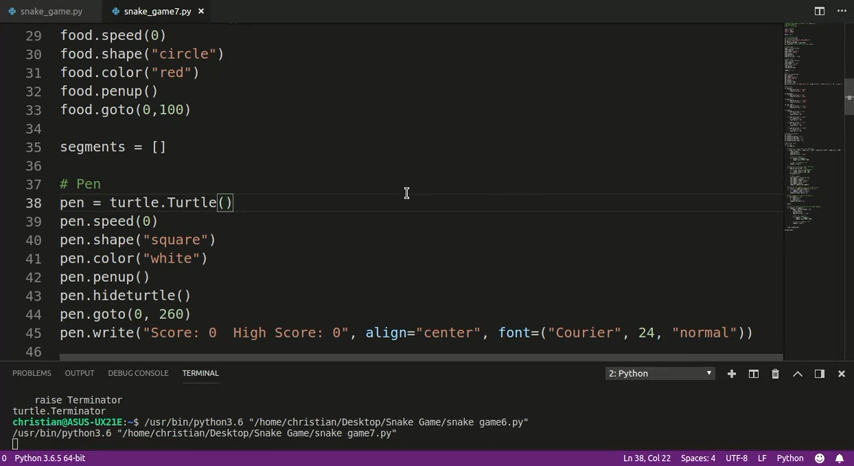 snake_game.py snake_game7.py
29 food.speed(0)
30 food.shape("circle")
31 food.color("red")
32 food.penup()
33 food.goto(0,100)
34
35 segments = []
36
37 # Pen
38 pen = turtle.Turtle()
39 pen.speed(0)
40 pen.shape("square")
41 pen.color("white")
42 pen.penup()
43 pen.hideturtle()
44 pen.goto(0, 260)
45 pen.write("Score: 0  High Score: 0", align="center", font=("Courier", 24, "normal"))
46
PROBLEMS OUTPUT DEBUG CONSOLE TERMINAL 2: Python
raise Terminator
turtle.Terminator
christian@ASUS-UX21E:~$ /usr/bin/python3.6 "/home/christian/Desktop/Snake Game/snake game6.py"
/usr/bin/python3.6 "/home/christian/Desktop/Snake Game/snake game7.py"
0 Python 3.6.5 64-bit Ln 38, Col 22 Spaces: 4 UTF-8 LF Python